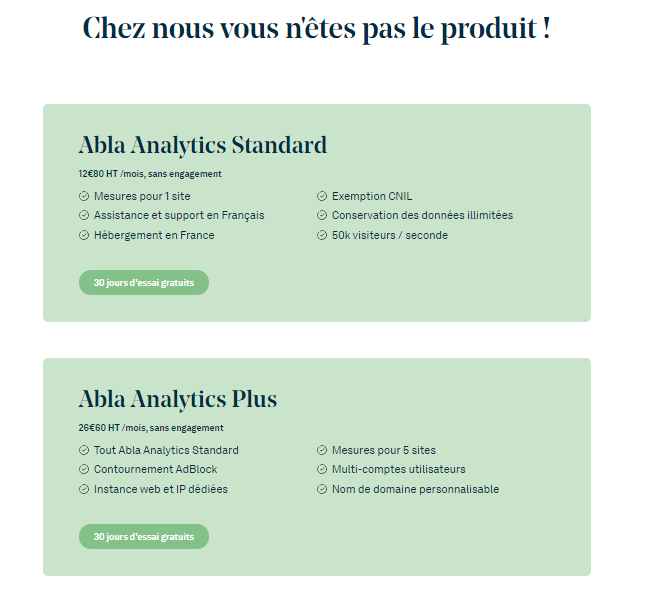 Chez nous vous n'êtes pas le produit !
Abla Analytics Standard
12€80 HT /mois, sans engagement
Mesures pour 1 site
Exemption CNIL
Assistance et support en Français
Conservation des données illimitées
Hébergement en France
50k visiteurs / seconde
30 jours d'essai gratuits
Abla Analytics Plus
26€60 HT /mois, sans engagement
Tout Abla Analytics Standard
Mesures pour 5 sites
Contournement AdBlock
Multi-comptes utilisateurs
Instance web et IP dédiées
Nom de domaine personnalisable
30 jours d'essai gratuits